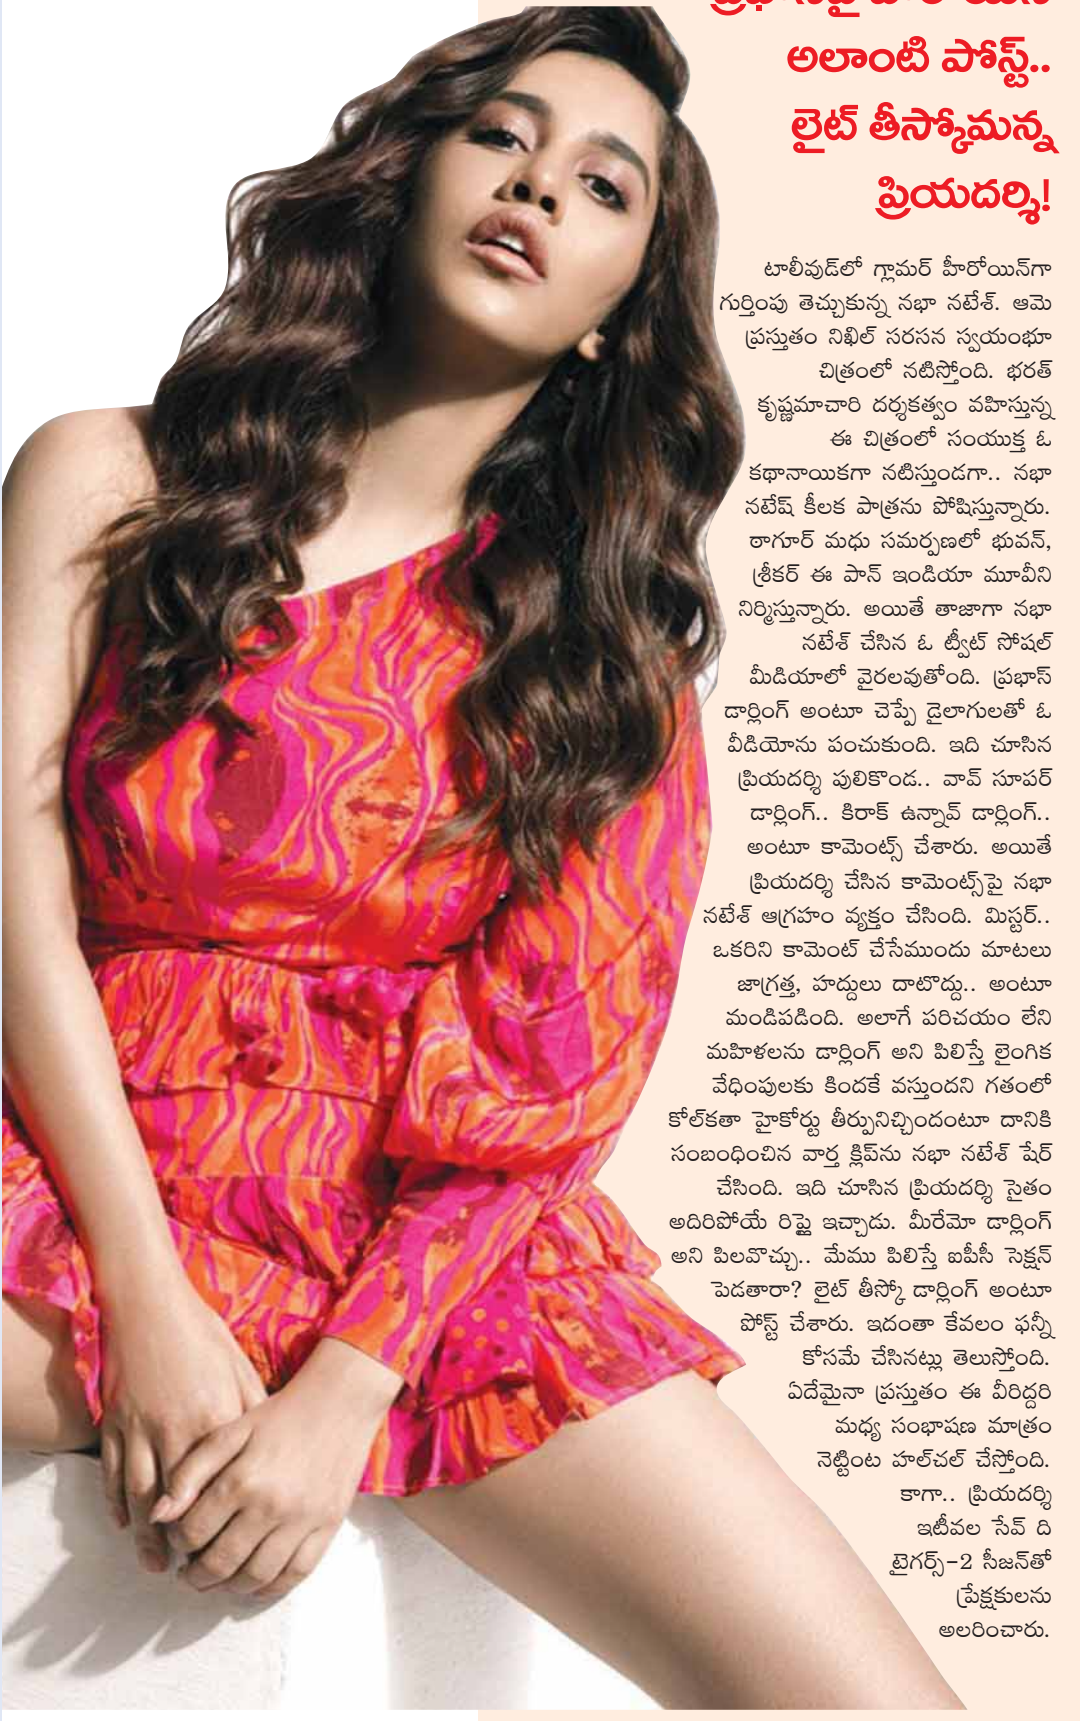 అలాంటి పోస్ట్..
లైట్ తీస్కోమన్న
ప్రియదర్శి!
టాలీవుడ్‌లో గ్లామర్ హీరోయిన్‌గా
గుర్తింపు తెచ్చుకున్న నభా నటేశ్. ఆమె
ప్రస్తుతం నిఖిల్ సరసన స్వయంభూ
చిత్రంలో నటిస్తోంది. భరత్
కృష్ణమాచారి దర్శకత్వం వహిస్తున్న
ఈ చిత్రంలో సంయుక్త ఓ
కథానాయికగా నటిస్తుండగా.. నభా
నటేష్ కీలక పాత్రను పోషిస్తున్నారు.
ఠాగూర్ మధు సమర్పణలో భువన్,
శ్రీకర్ ఈ పాన్ ఇండియా మూవీని
నిర్మిస్తున్నారు. అయితే తాజాగా నభా
నటేశ్ చేసిన ఓ ట్వీట్ సోషల్
మీడియాలో వైరలవుతోంది. ప్రభాస్
డార్లింగ్ అంటూ చెప్పే డైలాగులతో ఓ
వీడియోను పంచుకుంది. ఇది చూసిన
ప్రియదర్శి పులికొండ.. వావ్ సూపర్
డార్లింగ్.. కిరాక్ ఉన్నావ్ డార్లింగ్..
అంటూ కామెంట్స్ చేశారు. అయితే
ప్రియదర్శి చేసిన కామెంట్స్‌పై నభా
నటేశ్ ఆగ్రహం వ్యక్తం చేసింది. మిస్టర్..
ఒకరిని కామెంట్ చేసేముందు మాటలు
జాగ్రత్త, హద్దులు దాటొద్దు.. అంటూ
మండిపడింది. అలాగే పరిచయం లేని
మహిళలను డార్లింగ్ అని పిలిస్తే లైంగిక
వేధింపులకు కిందకే వస్తుందని గతంలో
కోల్‌కతా హైకోర్టు తీర్పునిచ్చిందంటూ దానికి
సంబంధించిన వార్త క్లిప్‌ను నభా నటేశ్ షేర్
చేసింది. ఇది చూసిన ప్రియదర్శి సైతం
అదిరిపోయే రిప్లై ఇచ్చాడు. మీరేమో డార్లింగ్
అని పిలవొచ్చు.. మేము పిలిస్తే ఐపీసీ సెక్షన్
పెడతారా? లైట్ తీస్కో డార్లింగ్ అంటూ
పోస్ట్ చేశారు. ఇదంతా కేవలం ఫన్నీ
కోసమే చేసినట్లు తెలుస్తోంది.
ఏదేమైనా ప్రస్తుతం ఈ వీరిద్దరి
మధ్య సంభాషణ మాత్రం
నెట్టింట హల్‌చల్ చేస్తోంది.
కాగా.. ప్రియదర్శి
ఇటీవల సేవ్ ది
టైగర్స్-2 సీజన్‌తో
ప్రేక్షకులను
అలరించారు.